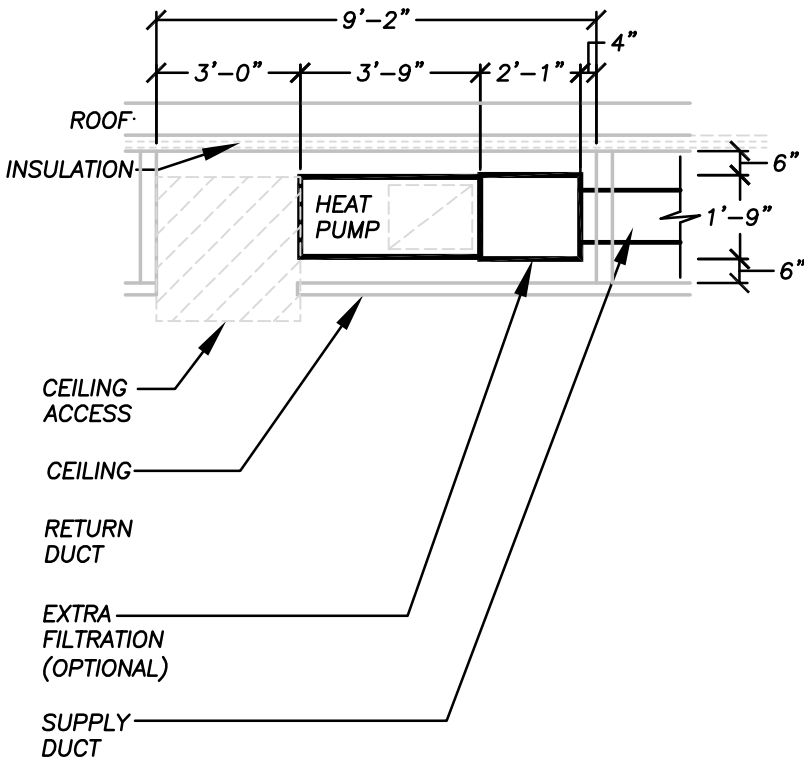 9'-2"
4"
3'-0"
3'-9"
2'-1"
ROOF
INSULATION
6"
HEAT
PUMP
1'-9"
6"
CEILING
ACCESS
CEILING
RETURN
DUCT
EXTRA
FILTRATION
(OPTIONAL)
SUPPLY
DUCT